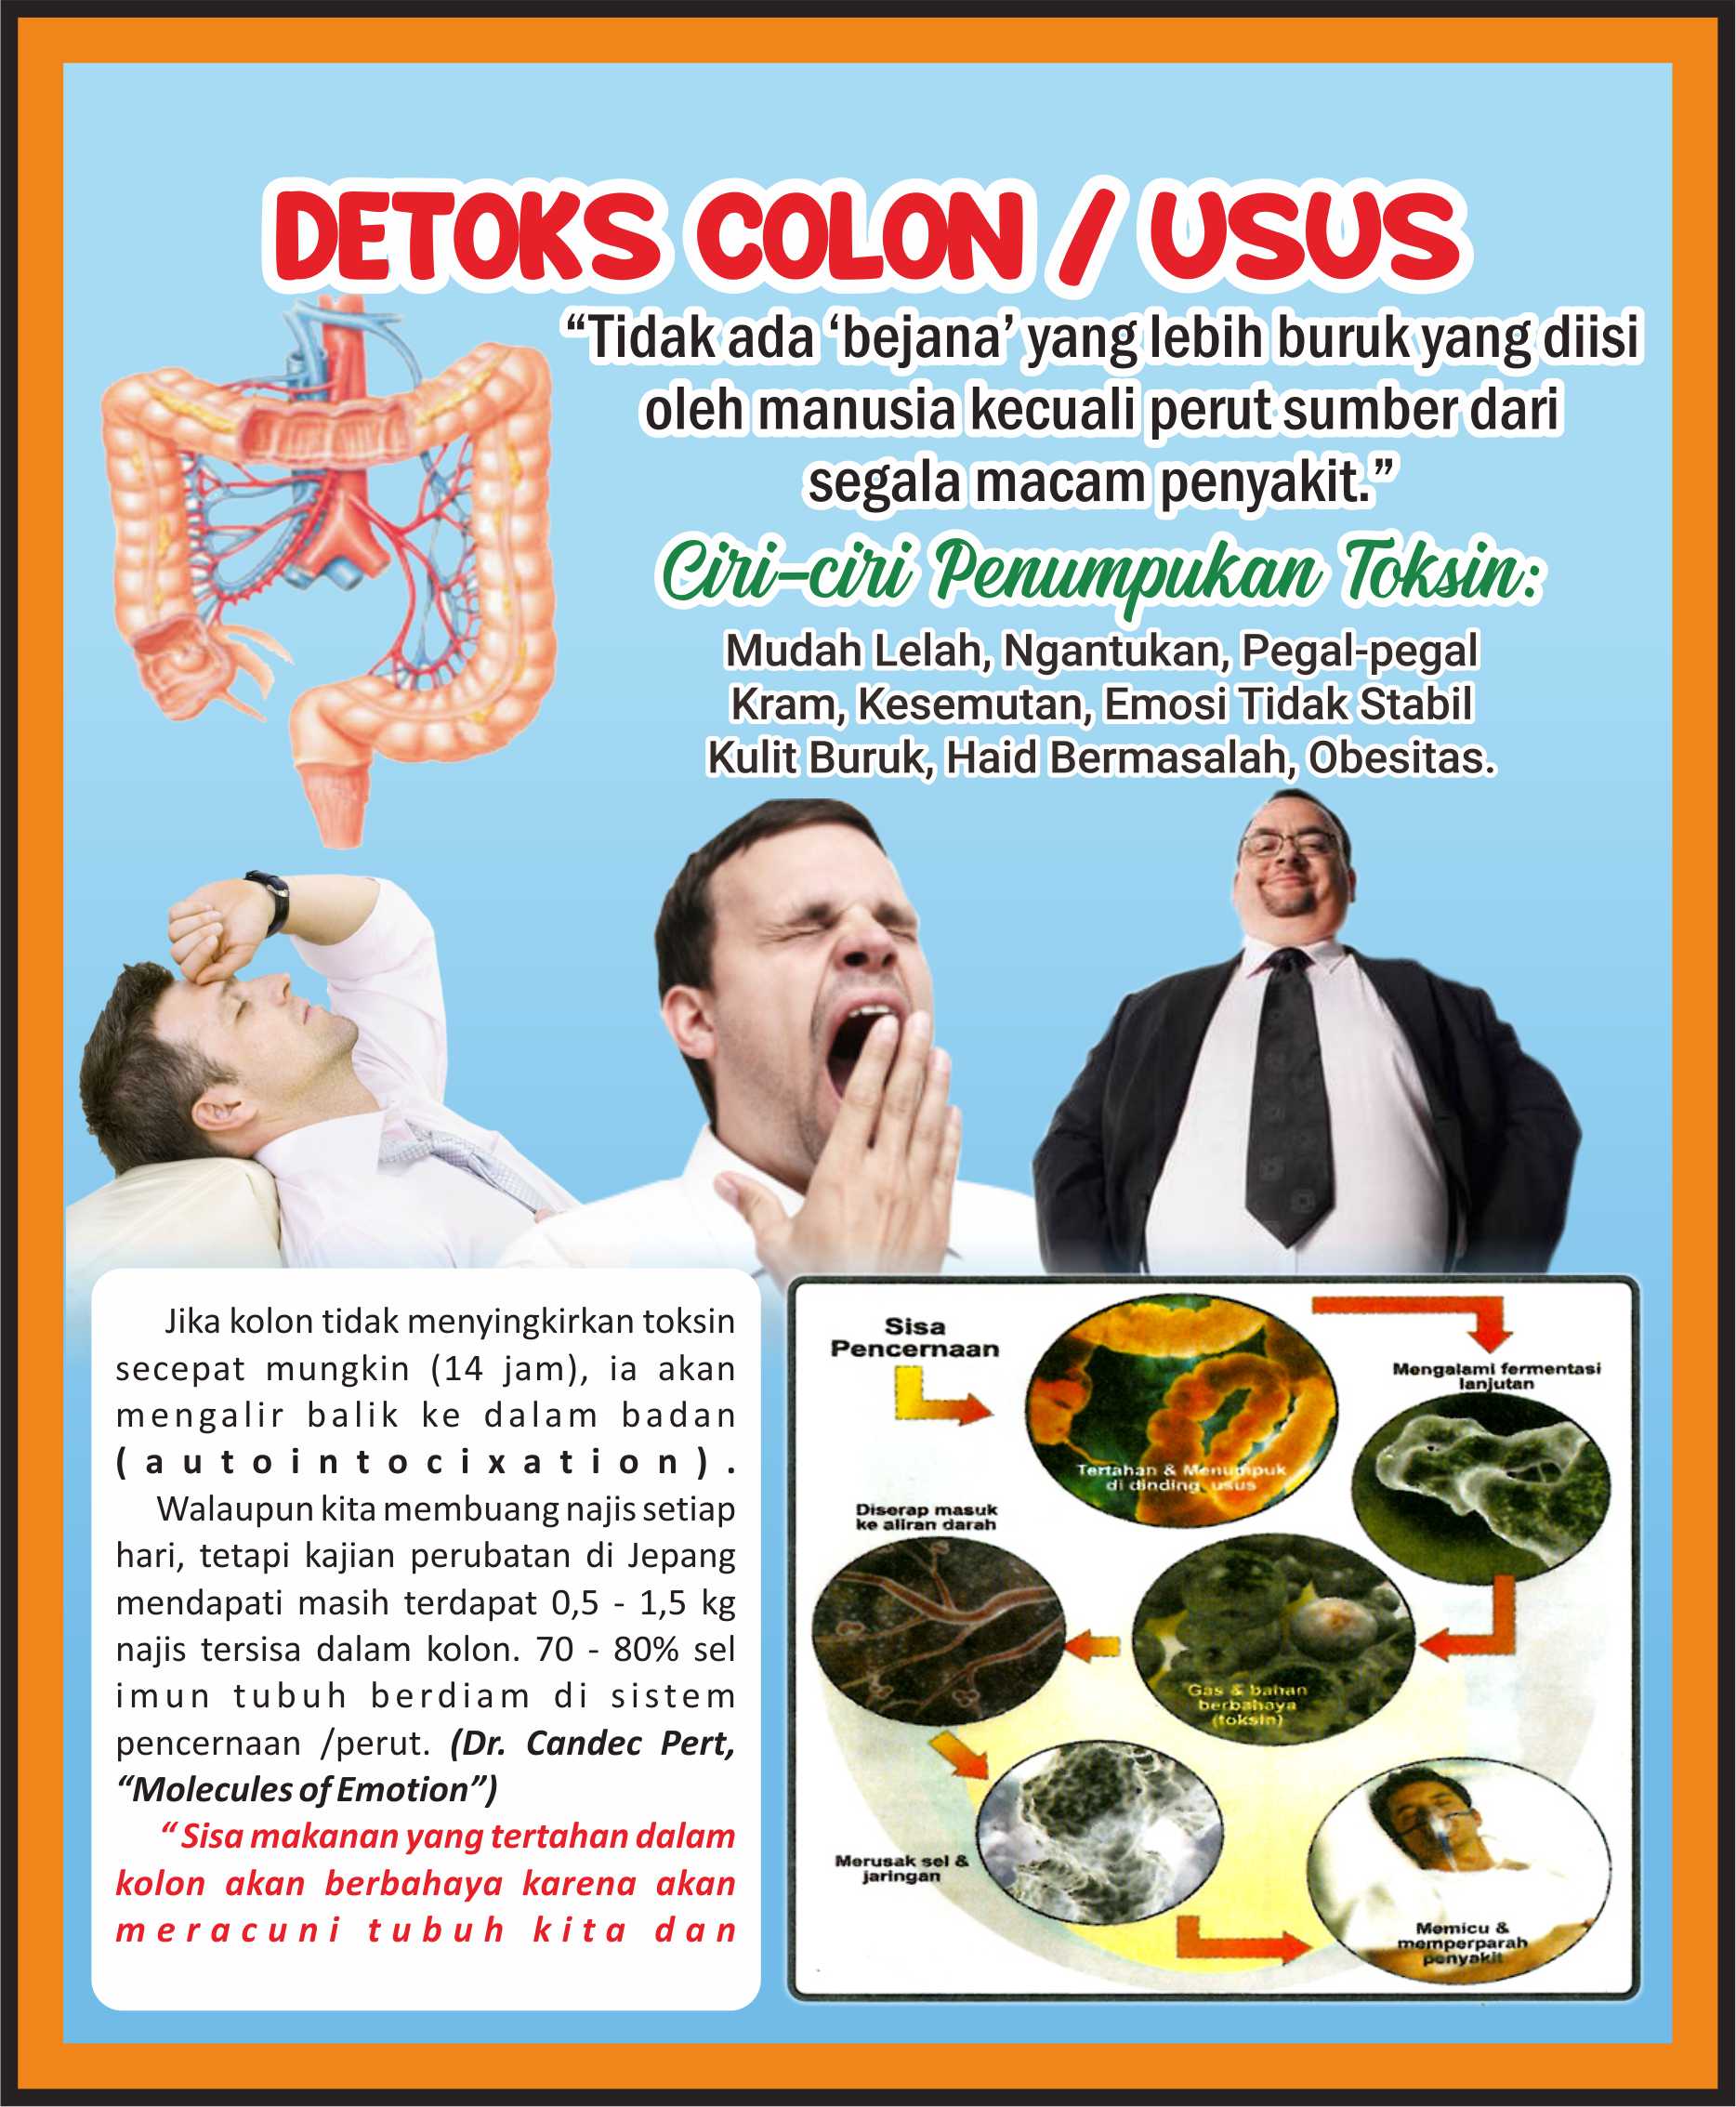 DETOKS COLON / USUS
“Tidak ada ‘bejana’ yang lebih buruk yang diisi
oleh manusia kecuali perut sumber dari
segala macam penyakit.”
Ciri-ciri Penumpukan Toksin:
Mudah Lelah, Ngantukan, Pegal-pegal
Kram, Kesemutan, Emosi Tidak Stabil
Kulit Buruk, Haid Bermasalah, Obesitas.
Jika kolon tidak menyingkirkan toksin
secepat mungkin (14 jam), ia akan
mengalir balik ke dalam badan
(autointocixation).
Walaupun kita membuang najis setiap
hari, tetapi kajian perubatan di Jepang
mendapati masih terdapat 0,5 - 1,5 kg
najis tersisa dalam kolon. 70 - 80% sel
imun tubuh berdiam di sistem
pencernaan /perut. (Dr. Candec Pert,
“Molecules of Emotion”)
“ Sisa makanan yang tertahan dalam
kolon akan berbahaya karena akan
meracuni tubuh kita dan
Sisa
Pencernaan
Tertahan & Menumpuk
di dinding usus
Mengalami fermentasi
lanjutan
Gas & bahan
berbahaya
(toksin)
Diserap masuk
ke aliran darah
Merusak sel &
jaringan
Memicu &
memperparah
penyakit